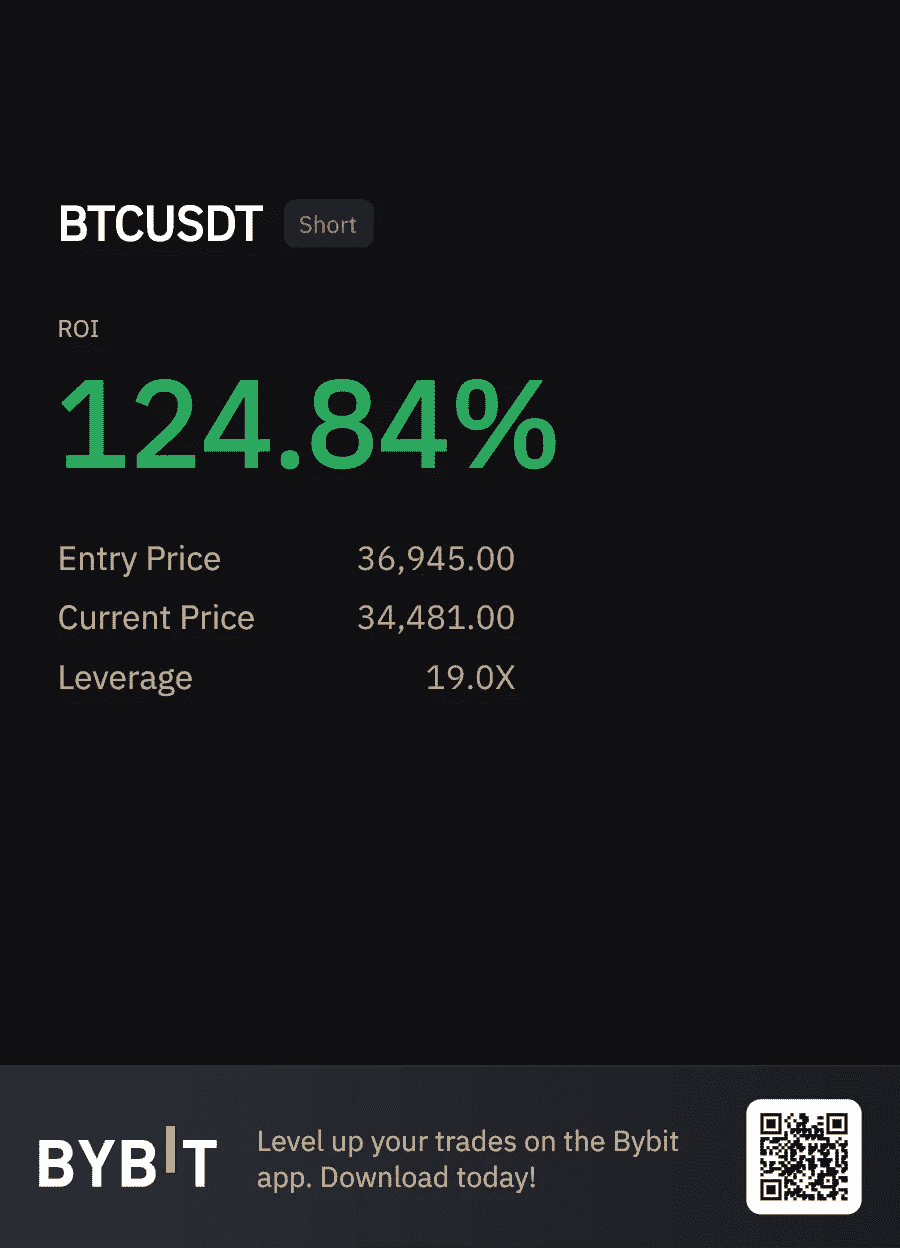 BTCUSDT Short
ROI
124.84%
Entry Price 36,945.00
Current Price 34,481.00
Leverage 19.0X
BYBIT Level up your trades on the Bybit
app. Download today!